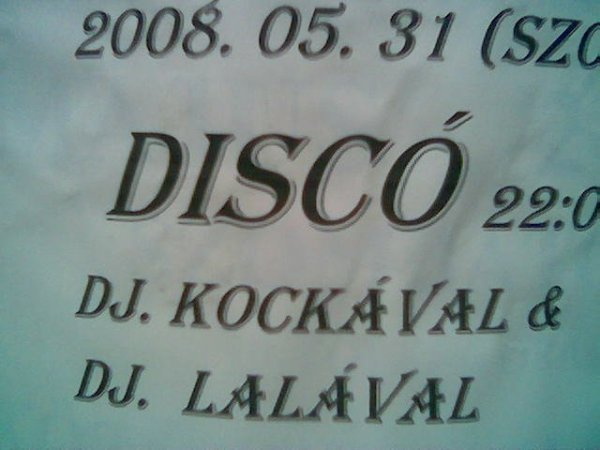 2008. 05. 31 (SZO
DISCÓ 22:0
DJ. KOCKÁVAL &
DJ. LALÁVAL